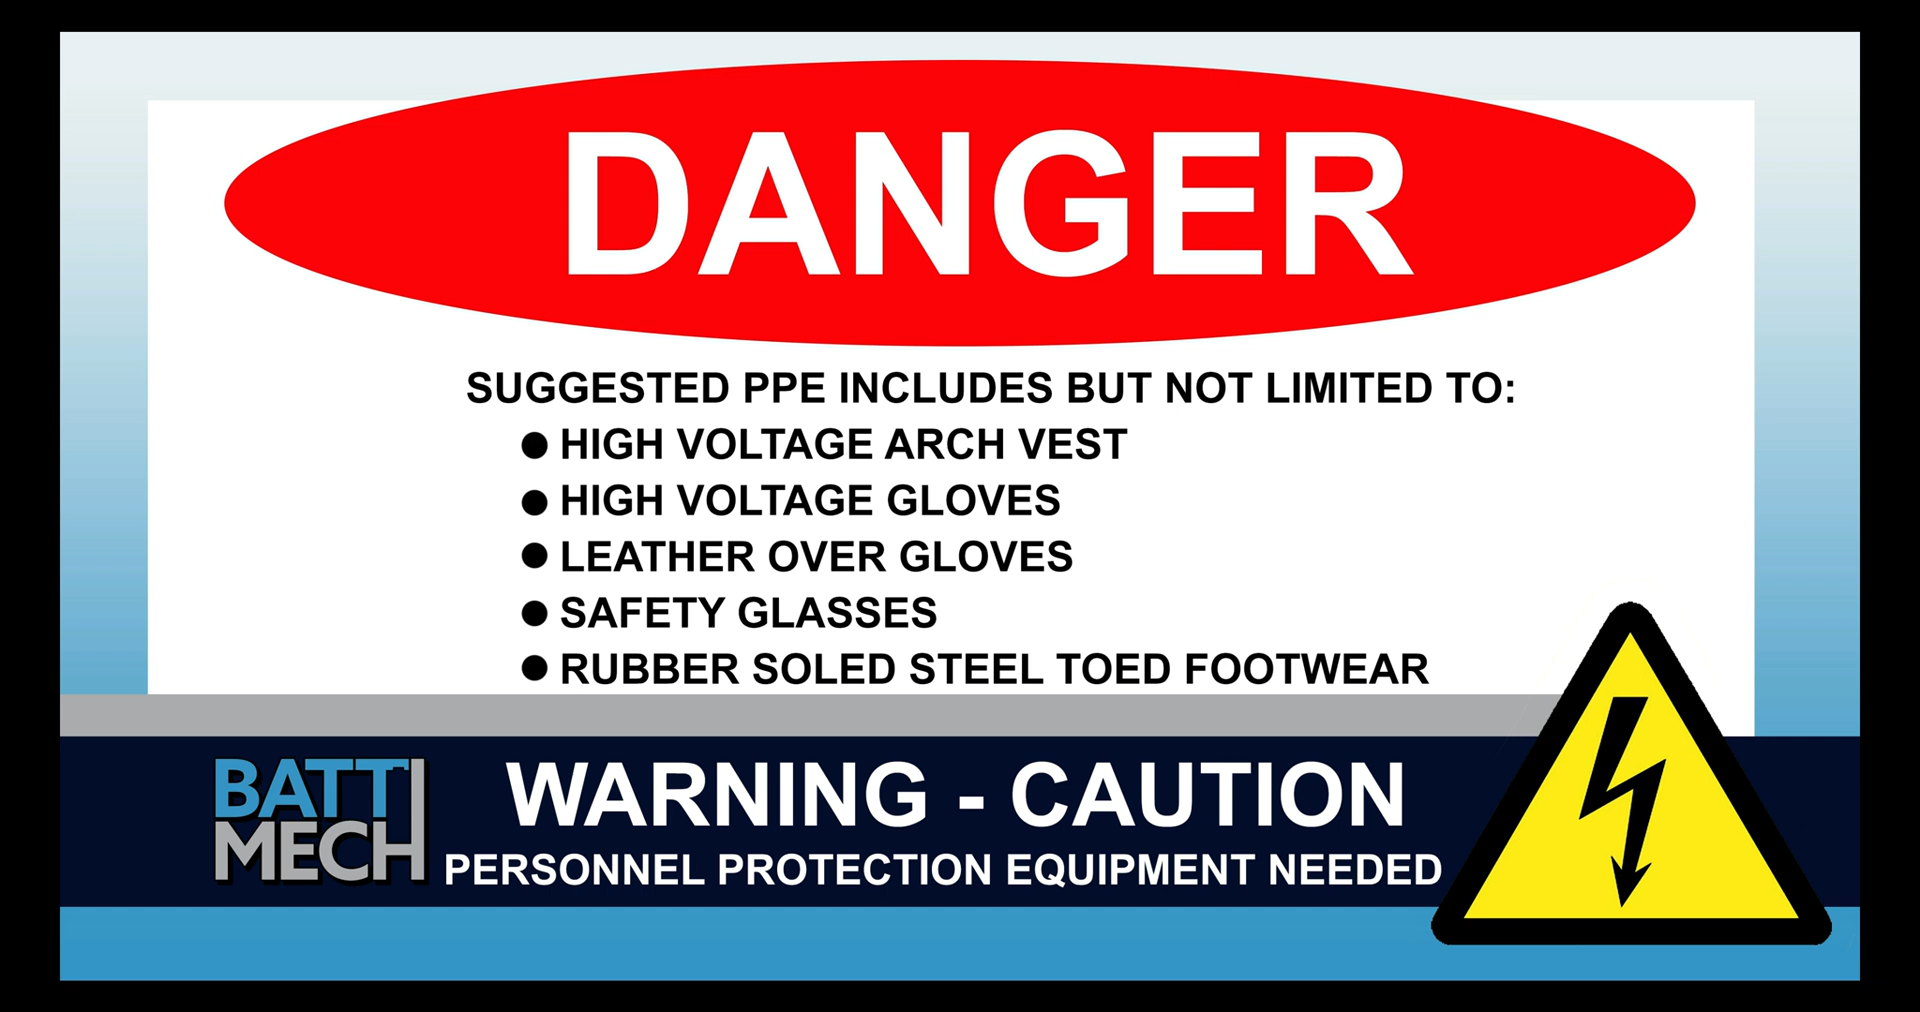 DANGER
SUGGESTED PPE INCLUDES BUT NOT LIMITED TO:
● HIGH VOLTAGE ARCH VEST
● HIGH VOLTAGE GLOVES
● LEATHER OVER GLOVES
● SAFETY GLASSES
● RUBBER SOLED STEEL TOED FOOTWEAR
BATT
MECH
WARNING - CAUTION
PERSONNEL PROTECTION EQUIPMENT NEEDED